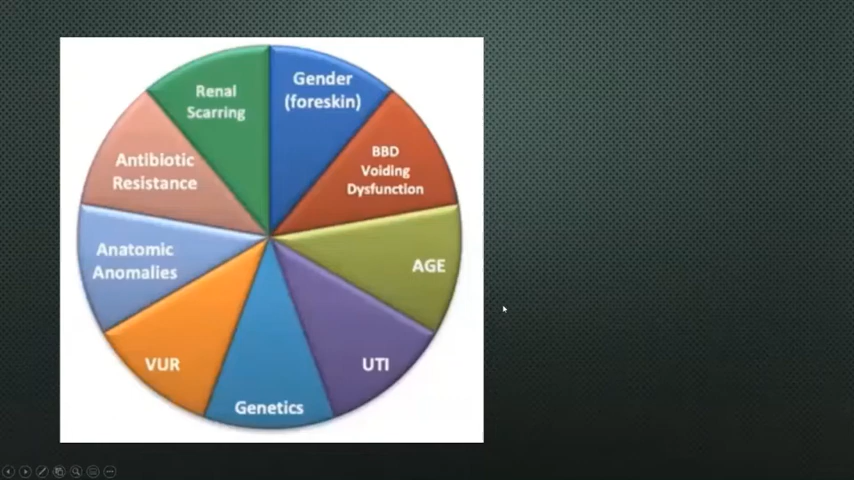 Renal
Scarring
Gender
(foreskin)
BBD
Voiding
Dysfunction
Antibiotic
Resistance
Anatomic
Anomalies
AGE
VUR
UTI
Genetics